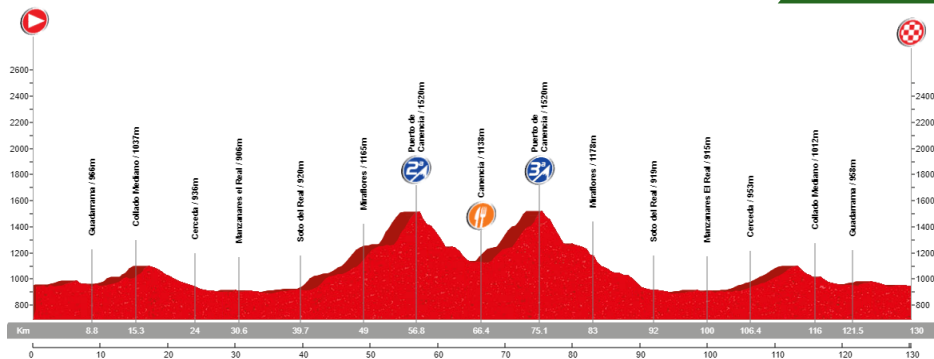 2600
2400
2200
2000
1800
1600
1400
1200
1000
800
Guadarrama / 966m
Collado Mediano / 1037m
Cerceda / 936m
Manzanares el Real / 906m
Soto del Real / 920m
Miraflores / 1165m
Puerto de
Canencia / 1520m
2ª
Canencia / 1138m
Puerto de
Canencia / 1520m
3ª
Miraflores / 1178m
Soto del Real / 919m
Manzanares El Real / 915m
Cerceda / 953m
Collado Mediano / 1012m
Guadarrama / 958m
2600
2400
2200
2000
1800
1600
1400
1200
1000
800
Km 8.8 15.3 24 30.6 39.7 49 56.8 66.4 75.1 83 92 100 106.4 116 121.5 130
0 10 20 30 40 50 60 70 80 90 100 110 120 130